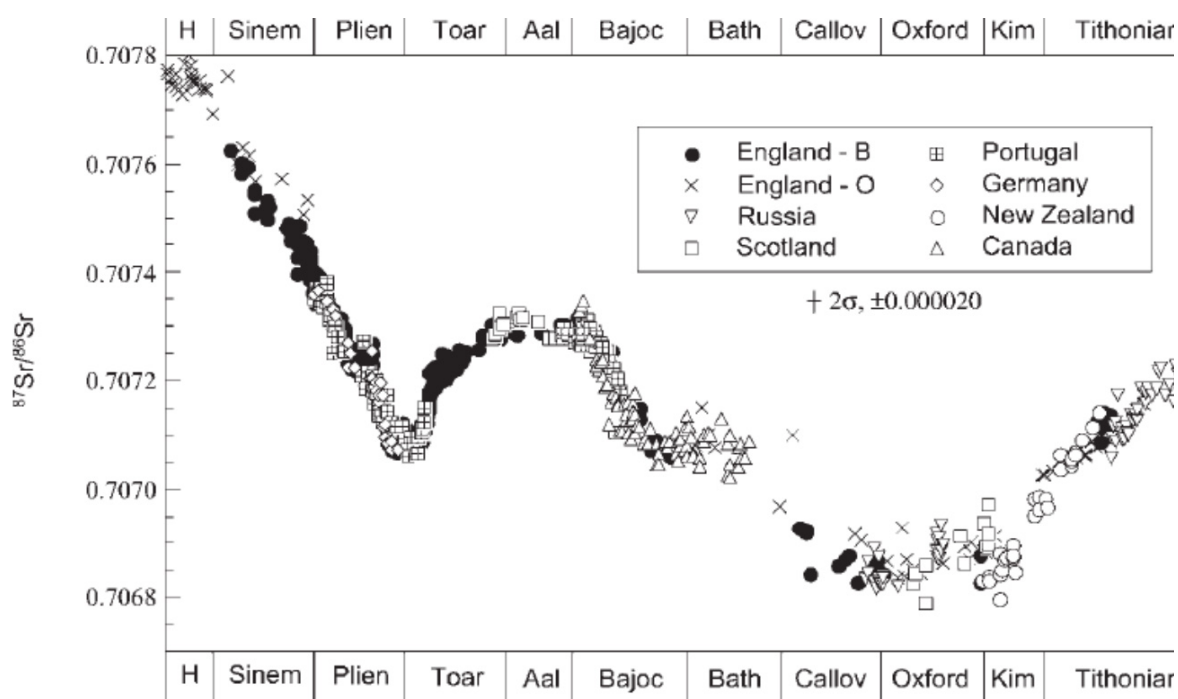 H Sinem Plien Toar Aal Bajoc Bath Callov Oxford Kim Tithonian
0.7078
0.7076
0.7074
0.7072
0.7070
0.7068
87Sr/86Sr
England - B
England - O
Russia
Scotland
Portugal
Germany
New Zealand
Canada
2σ, ±0.000020
H Sinem Plien Toar Aal Bajoc Bath Callov Oxford Kim Tithonian